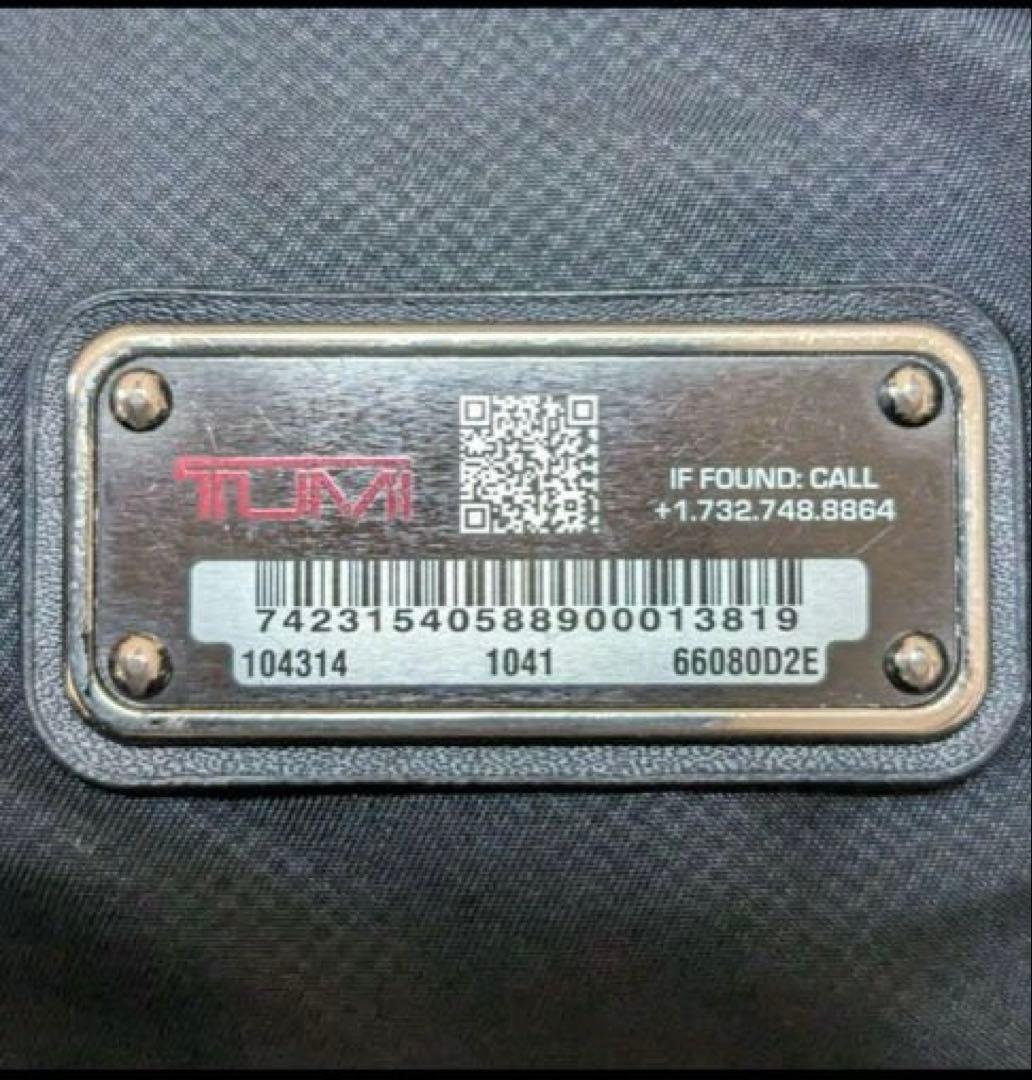 TUMI
IF FOUND: CALL
+1.732.748.8864
74231540588900013819
104314 1041 66080D2E